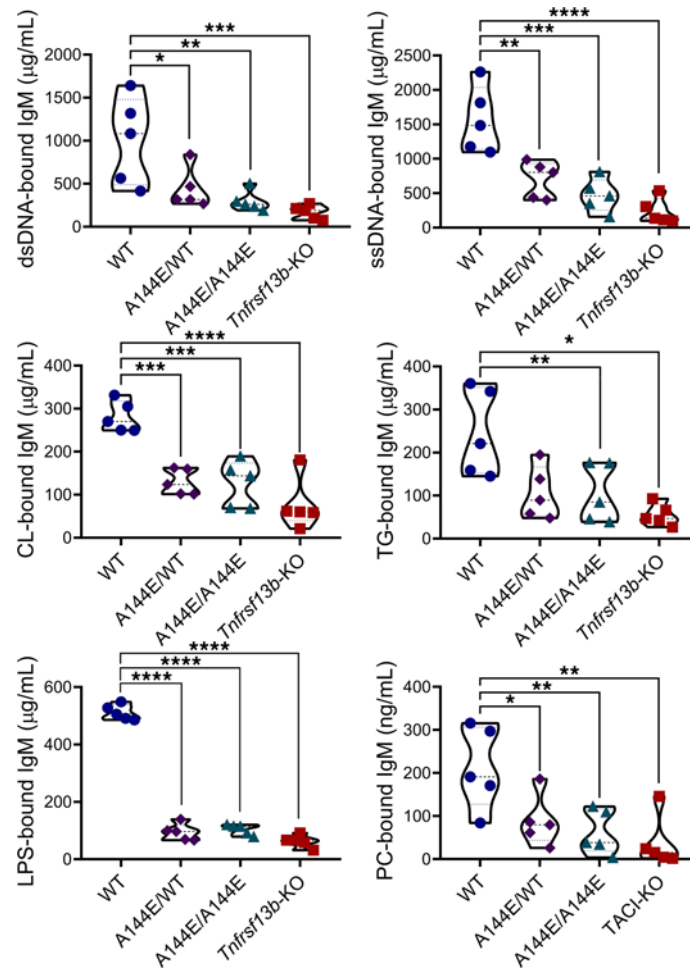 dsDNA-bound IgM (µg/mL)
2000
1500
1000
500
0
***
**
*
WT
A144E/WT
A144E/A144E
Tnfrsf13b-KO
ssDNA-bound IgM (µg/mL)
2500
2000
1500
1000
500
0
****
***
**
WT
A144E/WT
A144E/A144E
Tnfrsf13b-KO
CL-bound IgM (µg/mL)
400
300
200
100
0
****
***
***
WT
A144E/WT
A144E/A144E
Tnfrsf13b-KO
TG-bound IgM (µg/mL)
400
300
200
100
0
*
**
WT
A144E/WT
A144E/A144E
Tnfrsf13b-KO
LPS-bound IgM (µg/mL)
600
400
200
0
****
****
****
WT
A144E/WT
A144E/A144E
Tnfrsf13b-KO
PC-bound IgM (ng/mL)
400
300
200
100
0
**
**
*
WT
A144E/WT
A144E/A144E
TACI-KO